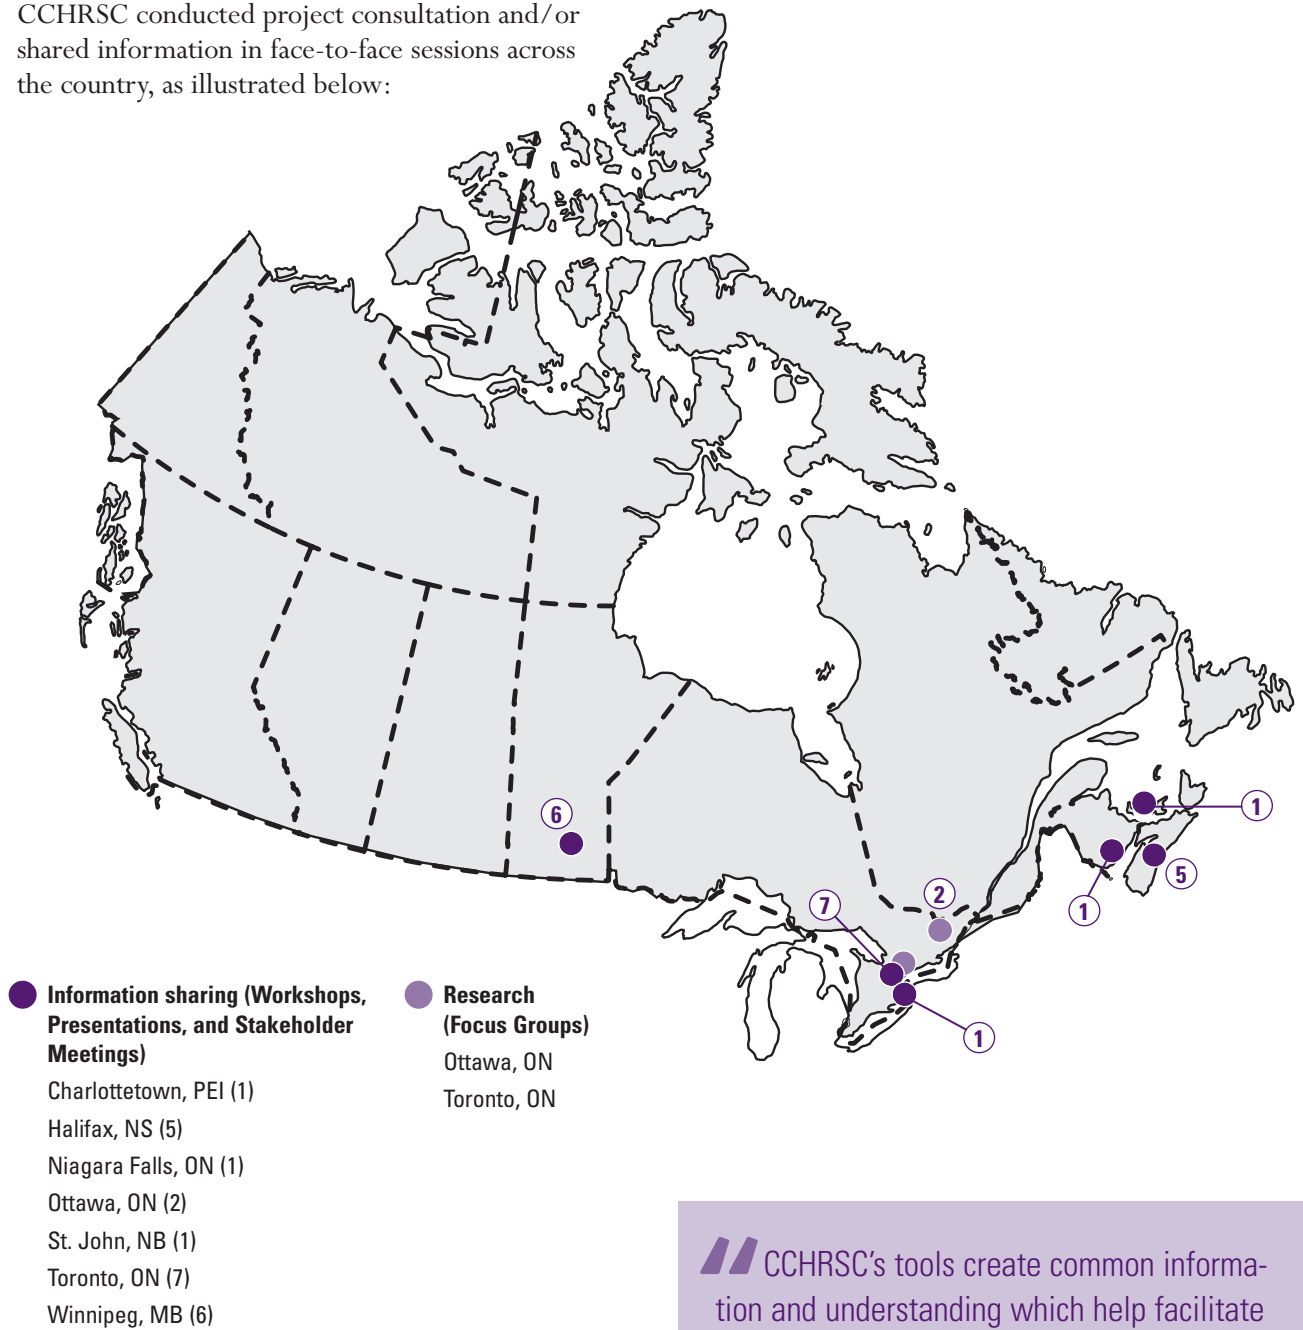 CCHRSC conducted project consultation and/or
shared information in face-to-face sessions across
the country, as illustrated below:
6
1
5
1
2
7
1
Information sharing (Workshops,
Presentations, and Stakeholder
Meetings)
Charlottetown, PEI (1)
Halifax, NS (5)
Niagara Falls, ON (1)
Ottawa, ON (2)
St. John, NB (1)
Toronto, ON (7)
Winnipeg, MB (6)
Research
(Focus Groups)
Ottawa, ON
Toronto, ON
“CCHRSC’s tools create common informa-
tion and understanding which help facilitate